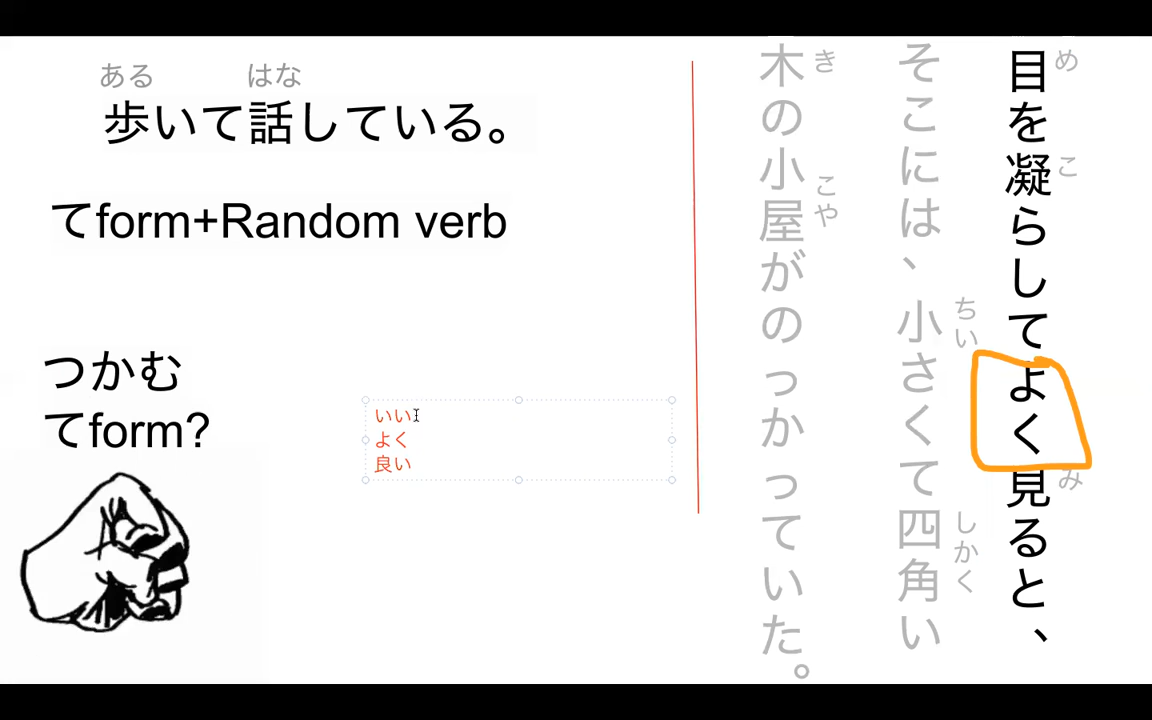 ある はな
歩いて話している。
てform+Random verb
つかむ
てform?
いい
よく
良い
目を凝らしてよく見ると、
め こ み
そこには、小さくて四角い
ちい しかく
木の小屋がのっかっていた。
き こや